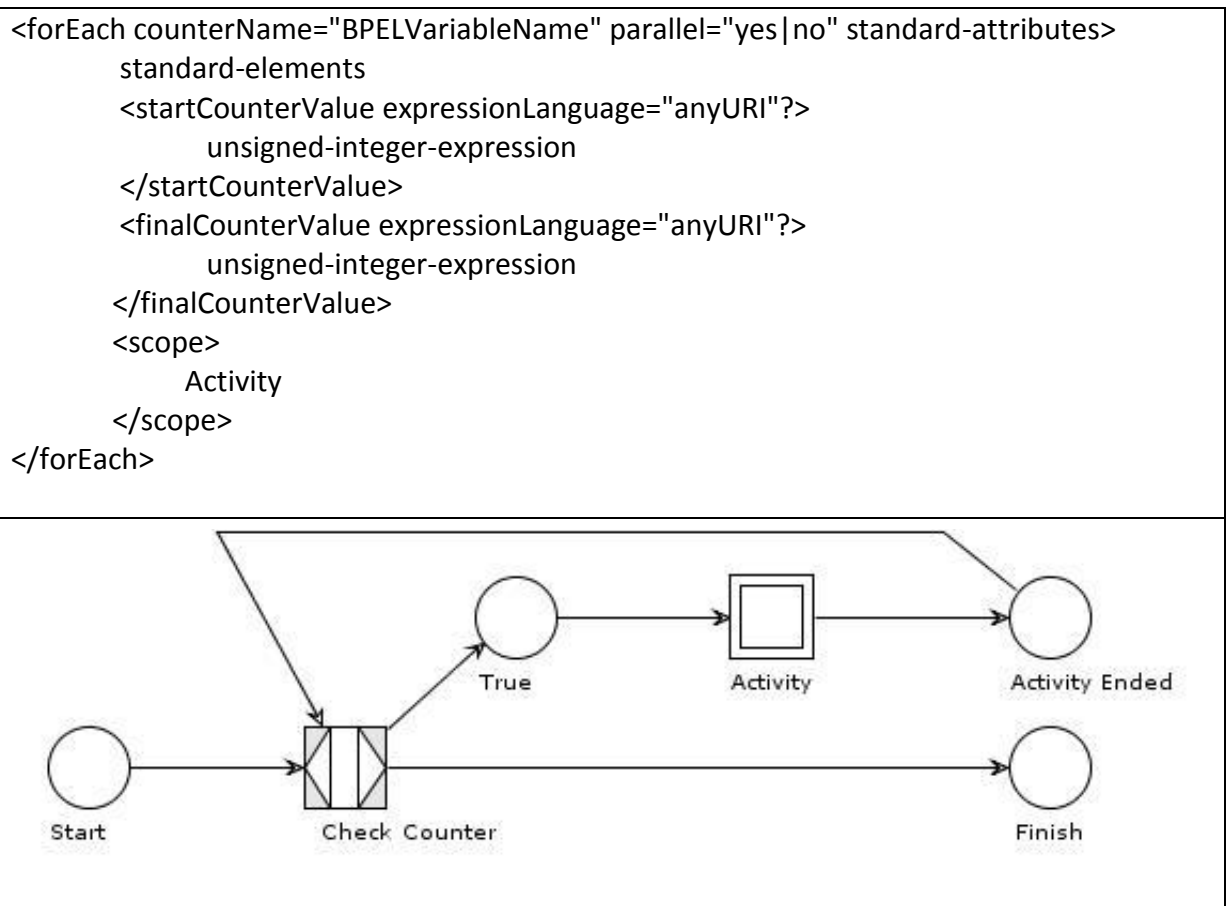 <forEach counterName="BPELVariableName" parallel="yes|no" standard-attributes>
standard-elements
<startCounterValue expressionLanguage="anyURI"?>
unsigned-integer-expression
</startCounterValue>
<finalCounterValue expressionLanguage="anyURI"?>
unsigned-integer-expression
</finalCounterValue>
<scope>
Activity
</scope>
</forEach>
True
Activity
Activity Ended
Start
Check Counter
Finish